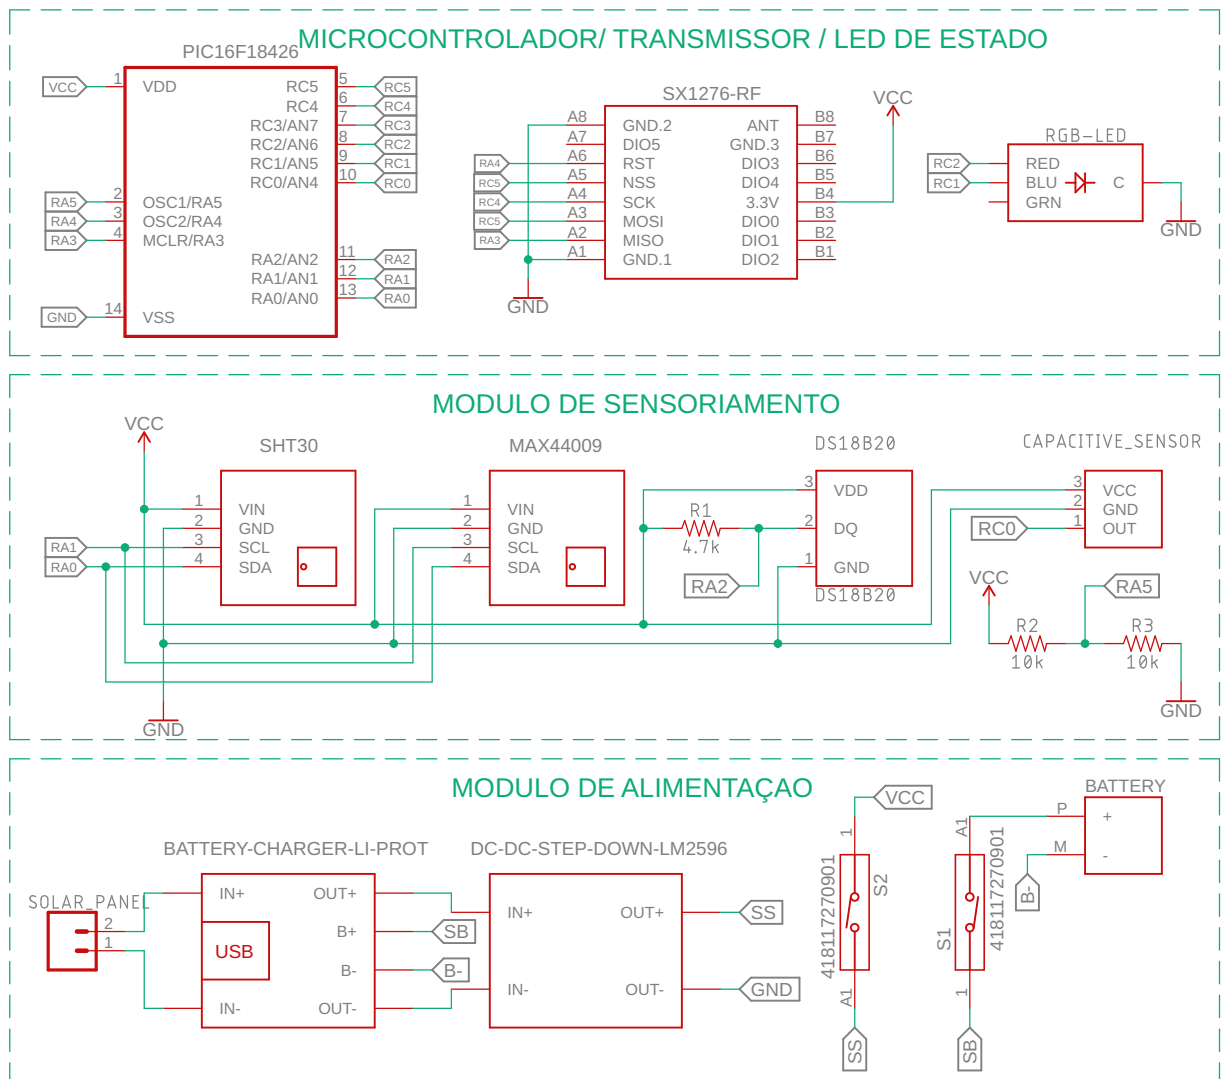 MICROCONTROLADOR/ TRANSMISSOR / LED DE ESTADO
PIC16F18426
VCC 1 VDD RC5 5 RC5
RC4 6 RC4
RC3/AN7 7 RC3
RC2/AN6 8 RC2
RC1/AN5 9 RC1
RC0/AN4 10 RC0
RA5 2 OSC1/RA5
RA4 3 OSC2/RA4
RA3 4 MCLR/RA3
RA2/AN2 11 RA2
RA1/AN1 12 RA1
RA0/AN0 13 RA0
GND 14 VSS
SX1276-RF
VCC
A8 GND.2 ANT B8
A7 DIO5 GND.3 B7
RA4 A6 RST DIO3 B6
RC5 A5 NSS DIO4 B5
RC4 A4 SCK 3.3V B4
RC5 A3 MOSI DIO0 B3
RA3 A2 MISO DIO1 B2
A1 GND.1 DIO2 B1
GND
RGB-LED
RC2 RED
RC1 BLU C
GRN
GND
MODULO DE SENSORIAMENTO
VCC
SHT30
1 VIN
2 GND
RA1 3 SCL
RA0 4 SDA
GND
MAX44009
1 VIN
2 GND
3 SCL
4 SDA
DS18B20
3 VDD
R1
4.7k
2 DQ
RA2
1 GND
DS18B20
CAPACITIVE_SENSOR
3 VCC
2 GND
RC0 1 OUT
VCC
RA5
R2 R3
10k 10k
GND
MODULO DE ALIMENTAÇAO
SOLAR_PANEL
2
1
BATTERY-CHARGER-LI-PROT
IN+ OUT+
USB B+ SB
B- B-
IN- OUT-
DC-DC-STEP-DOWN-LM2596
IN+ OUT+ SS
IN- OUT- GND
VCC
1
418117270901
S2
A1
SS
A1
418117270901
S1
1
SB
BATTERY
P +
M -
B-